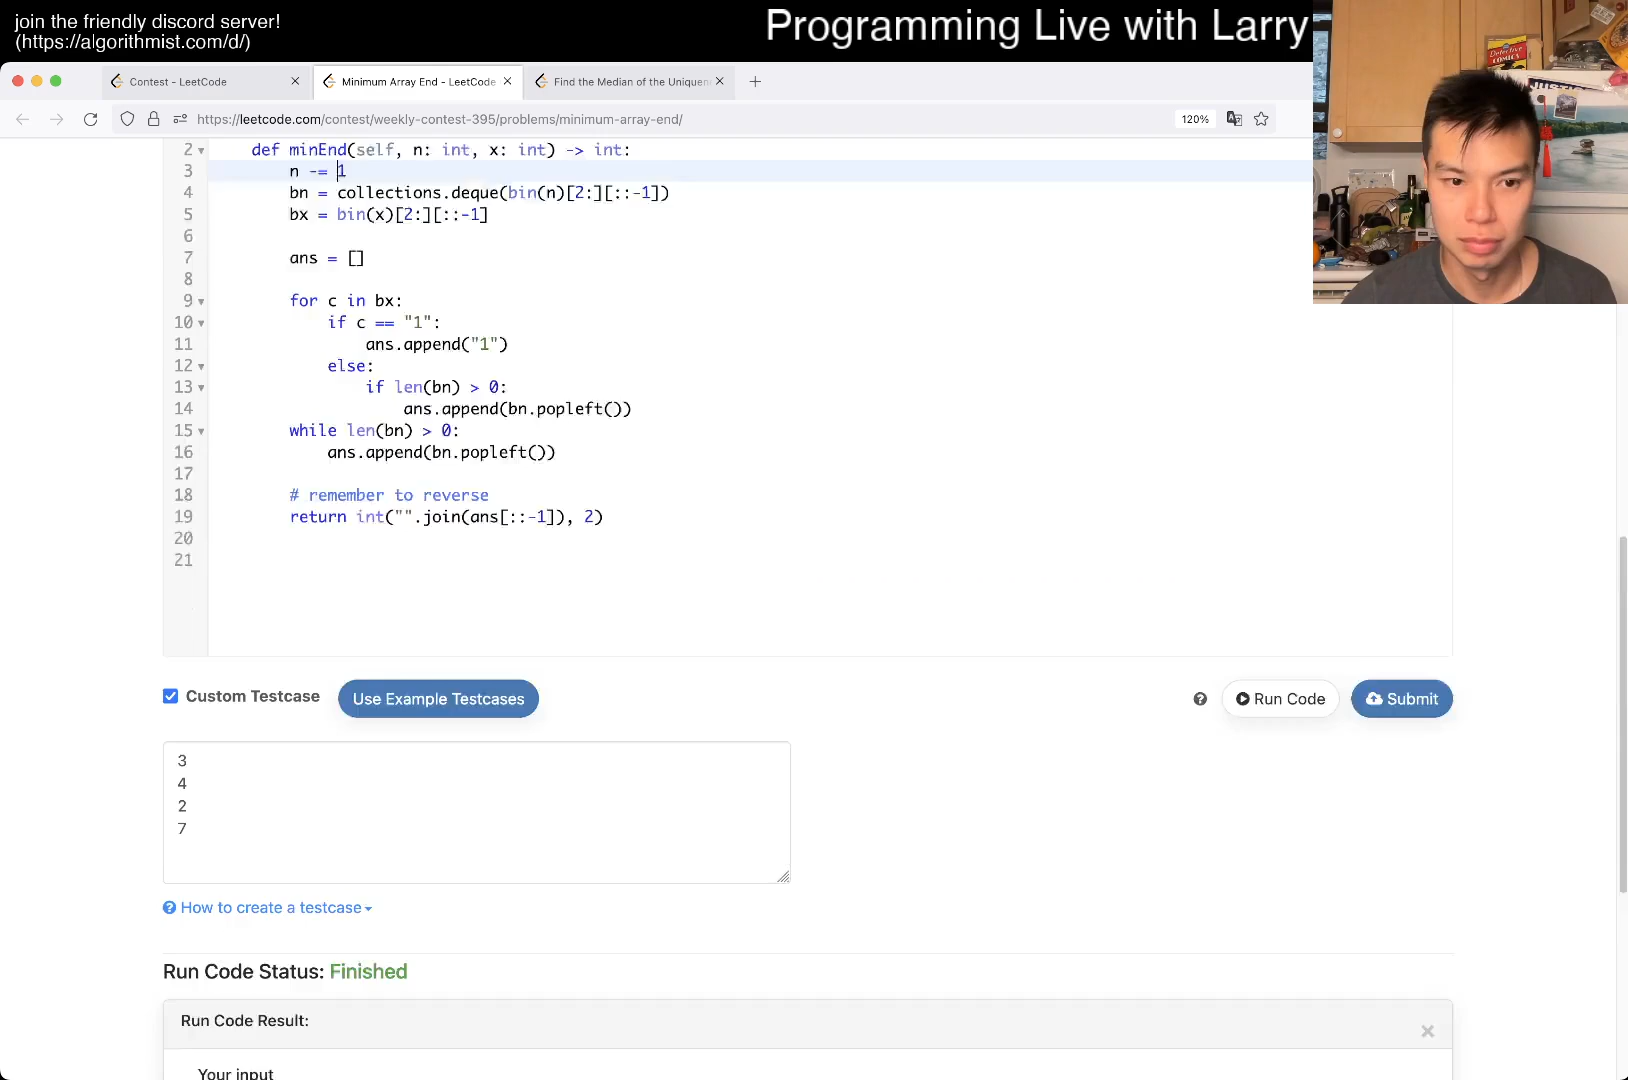 join the friendly discord server!
(https://algorithmist.com/d/)
Programming Live with Larry
Contest - LeetCode
Minimum Array End - LeetCode
Find the Median of the Uniquen
https://leetcode.com/contest/weekly-contest-395/problems/minimum-array-end/
120%
2 def minEnd(self, n: int, x: int) -> int:
3 n -= 1
4 bn = collections.deque(bin(n)[2:][::-1])
5 bx = bin(x)[2:][::-1]
6
7 ans = []
8
9 for c in bx:
10 if c == "1":
11 ans.append("1")
12 else:
13 if len(bn) > 0:
14 ans.append(bn.popleft())
15 while len(bn) > 0:
16 ans.append(bn.popleft())
17
18 # remember to reverse
19 return int("".join(ans[::-1]), 2)
20
21
Custom Testcase
Use Example Testcases
Run Code
Submit
3
4
2
7
How to create a testcase
Run Code Status: Finished
Run Code Result:
Your input